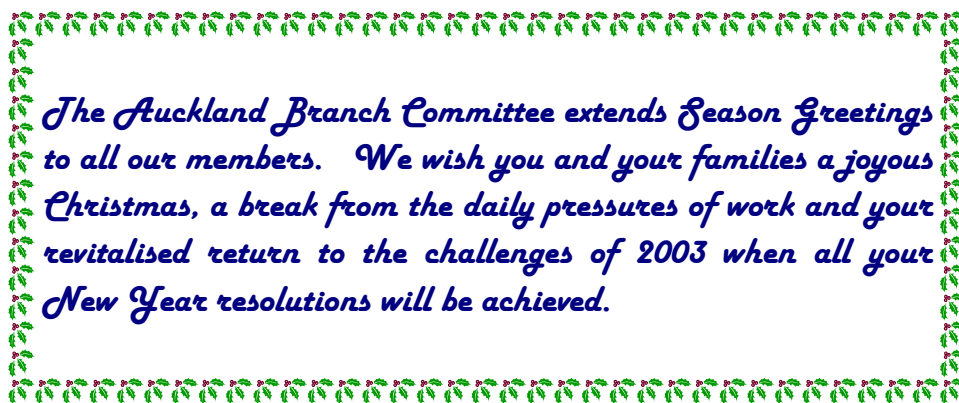 The Auckland Branch Committee extends Season Greetings
to all our members. We wish you and your families a joyous
Christmas, a break from the daily pressures of work and your
revitalised return to the challenges of 2003 when all your
New Year resolutions will be achieved.